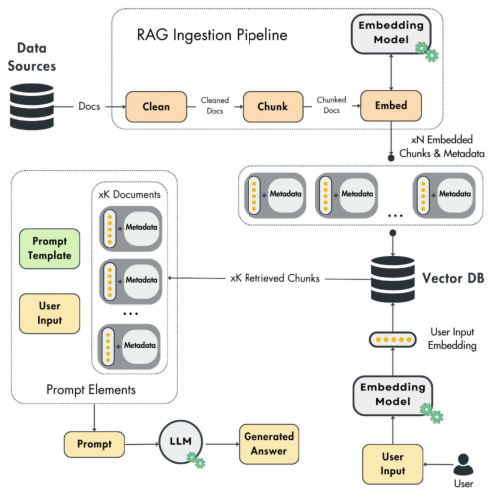 RAG Ingestion Pipeline
Embedding
Model
Data
Sources
Docs
Clean
Cleaned
Docs
Chunk
Chunked
Docs
Embed
xN Embedded
Chunks & Metadata
+ Metadata
+ Metadata
...
+ Metadata
xK Documents
+ Metadata
+ Metadata
...
+ Metadata
Prompt
Template
User
Input
Prompt Elements
xK Retrieved Chunks
Vector DB
User Input
Embedding
Embedding
Model
User
Input
User
Prompt
LLM
Generated
Answer